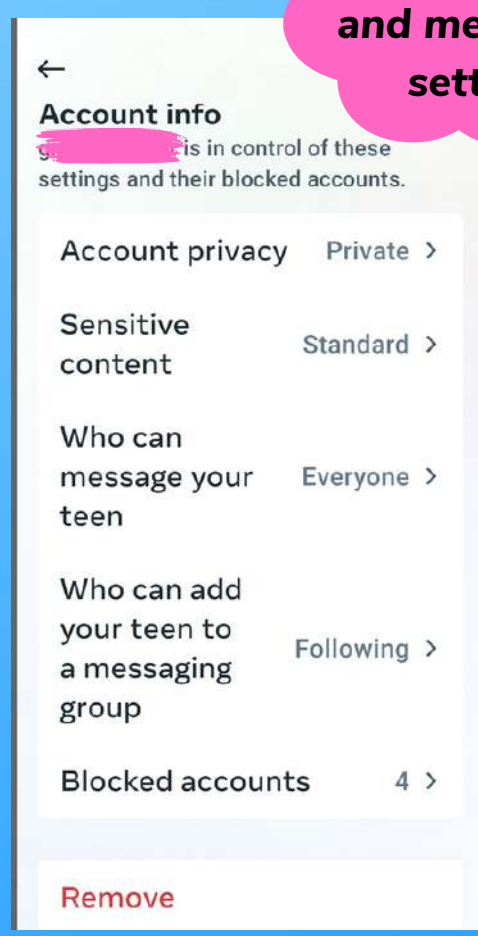 and me
sett
Account info
is in control of these
settings and their blocked accounts.
Account privacy Private
Sensitive
content
Standard
Who can
message your
teen
Everyone
Who can add
your teen to
a messaging
group
Following
Blocked accounts 4
Remove